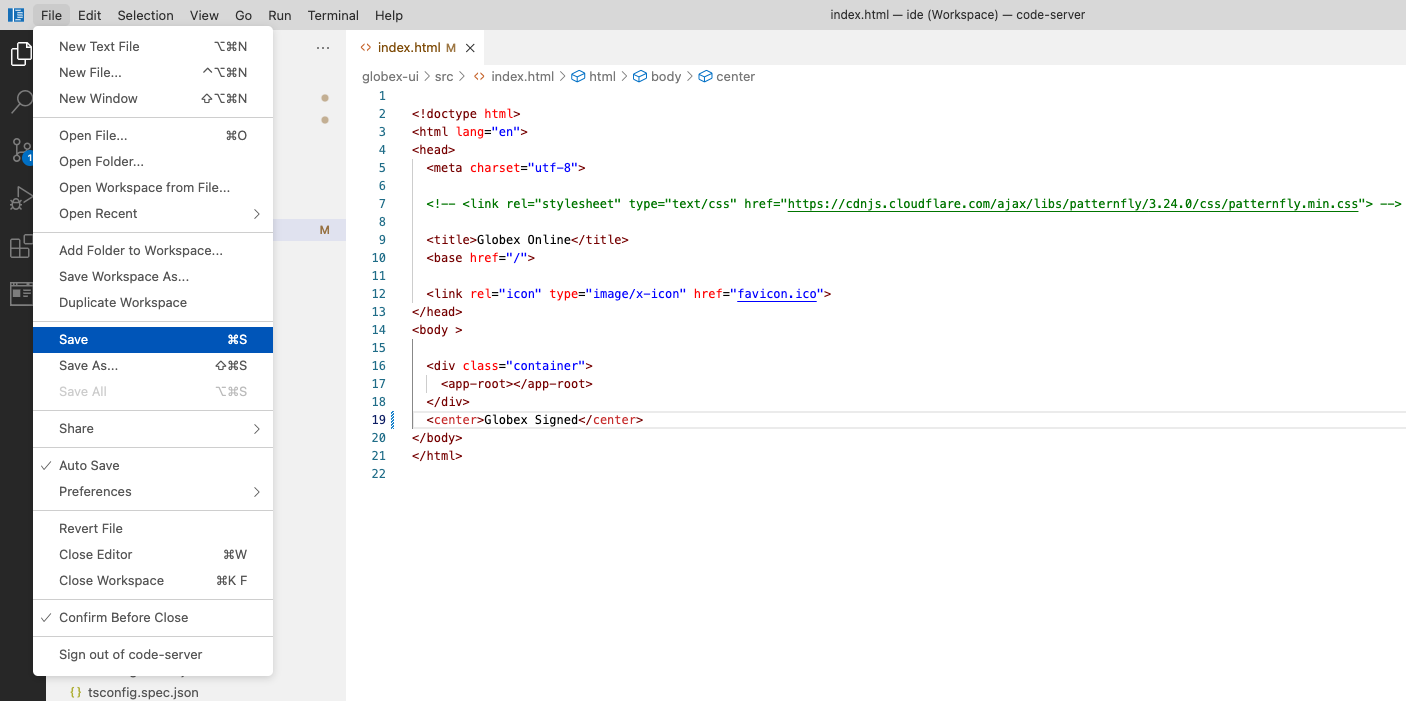 File Edit Selection View Go Run Terminal Help
index.html — ide (Workspace) — code-server
New Text File ⌥⌘N
New File... ^⌥⌘N
New Window ⇧⌥⌘N
Open File... ⌘O
Open Folder...
Open Workspace from File...
Open Recent
Add Folder to Workspace...
Save Workspace As...
Duplicate Workspace
Save ⌘S
Save As... ⇧⌘S
Save All ⌥⌘S
Share
Auto Save
Preferences
Revert File
Close Editor ⌘W
Close Workspace ⌘K F
Confirm Before Close
Sign out of code-server
1
M
{} tsconfig.spec.json
<> index.html M
globex-ui > src > <> index.html > html > body > center
1
2 <!doctype html>
3 <html lang="en">
4 <head>
5 <meta charset="utf-8">
6
7 <!-- <link rel="stylesheet" type="text/css" href="https://cdnjs.cloudflare.com/ajax/libs/patternfly/3.24.0/css/patternfly.min.css"> -->
8
9 <title>Globex Online</title>
10 <base href="/">
11
12 <link rel="icon" type="image/x-icon" href="favicon.ico">
13 </head>
14 <body >
15
16 <div class="container">
17 <app-root></app-root>
18 </div>
19 <center>Globex Signed</center>
20 </body>
21 </html>
22